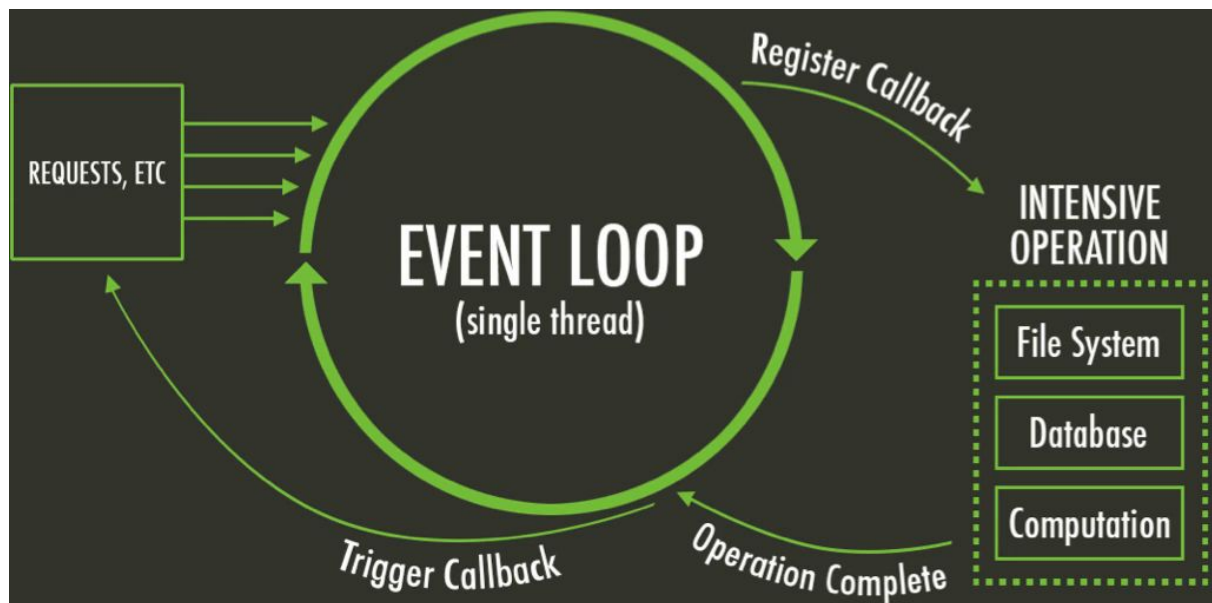 REQUESTS, ETC
Register Callback
EVENT LOOP
(single thread)
INTENSIVE
OPERATION
File System
Database
Computation
Operation Complete
Trigger Callback